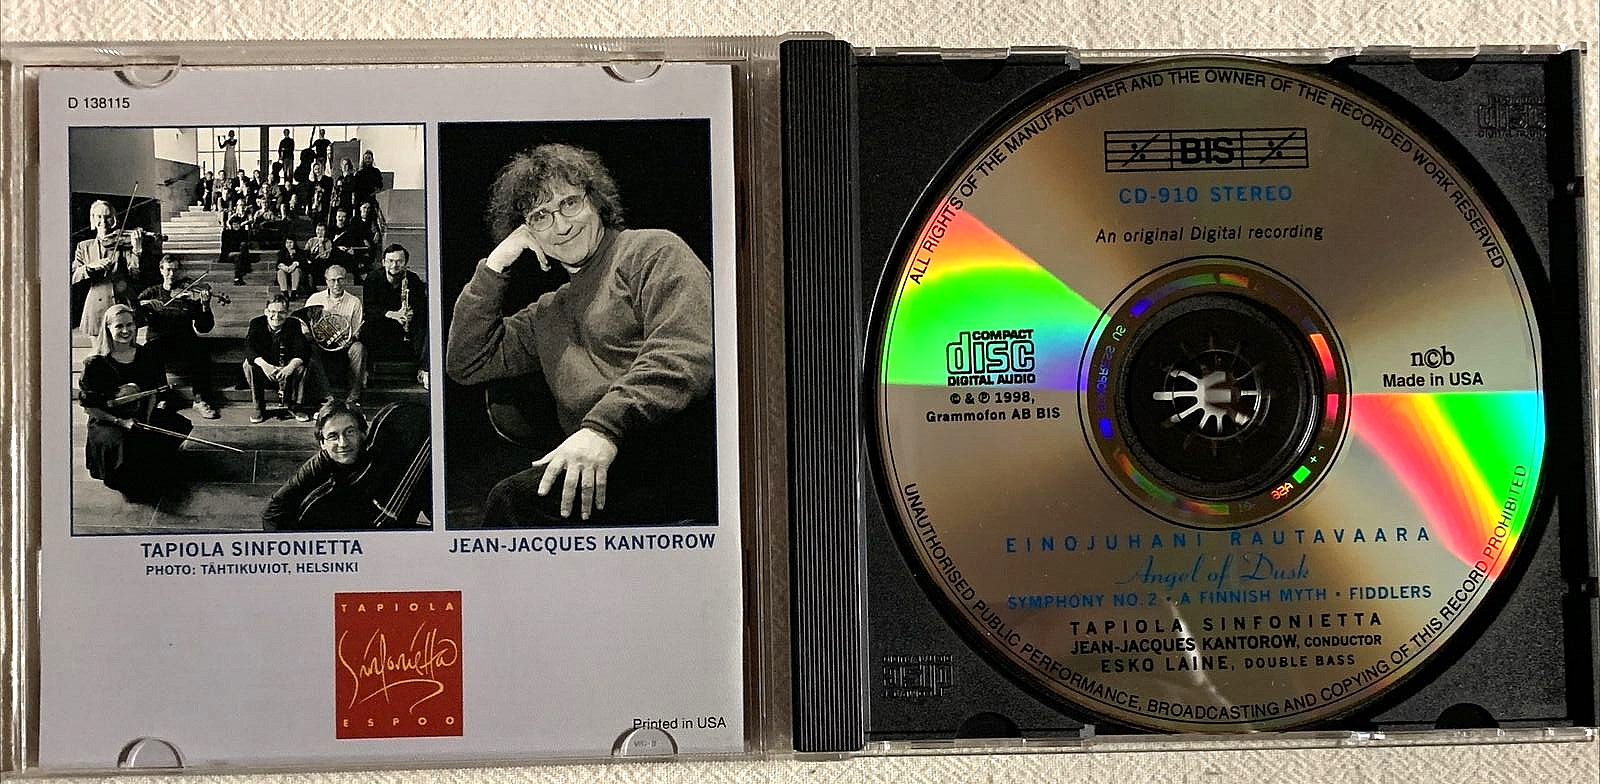 D 138115
TAPIOLA SINFONIETTA
PHOTO: TÄHTIKUVIOT, HELSINKI
JEAN-JACQUES KANTOROW
TAPIOLA
Sinfonietta
ESPOO
Printed in USA
ALL RIGHTS OF THE MANUFACTURER AND THE OWNER OF THE RECORDED WORK RESERVED
BIS
CD-910 STEREO
An original Digital recording
COMPACT
disc
DIGITAL AUDIO
© & ℗ 1998,
Grammofon AB BIS
n©b
Made in USA
EINOJUHANI RAUTAVAARA
Angel of Dusk
SYMPHONY NO.2 • A FINNISH MYTH • FIDDLERS
TAPIOLA SINFONIETTA
JEAN-JACQUES KANTOROW, CONDUCTOR
ESKO LAINE, DOUBLE BASS
UNAUTHORISED PUBLIC PERFORMANCE, BROADCASTING AND COPYING OF THIS RECORD PROHIBITED
disc